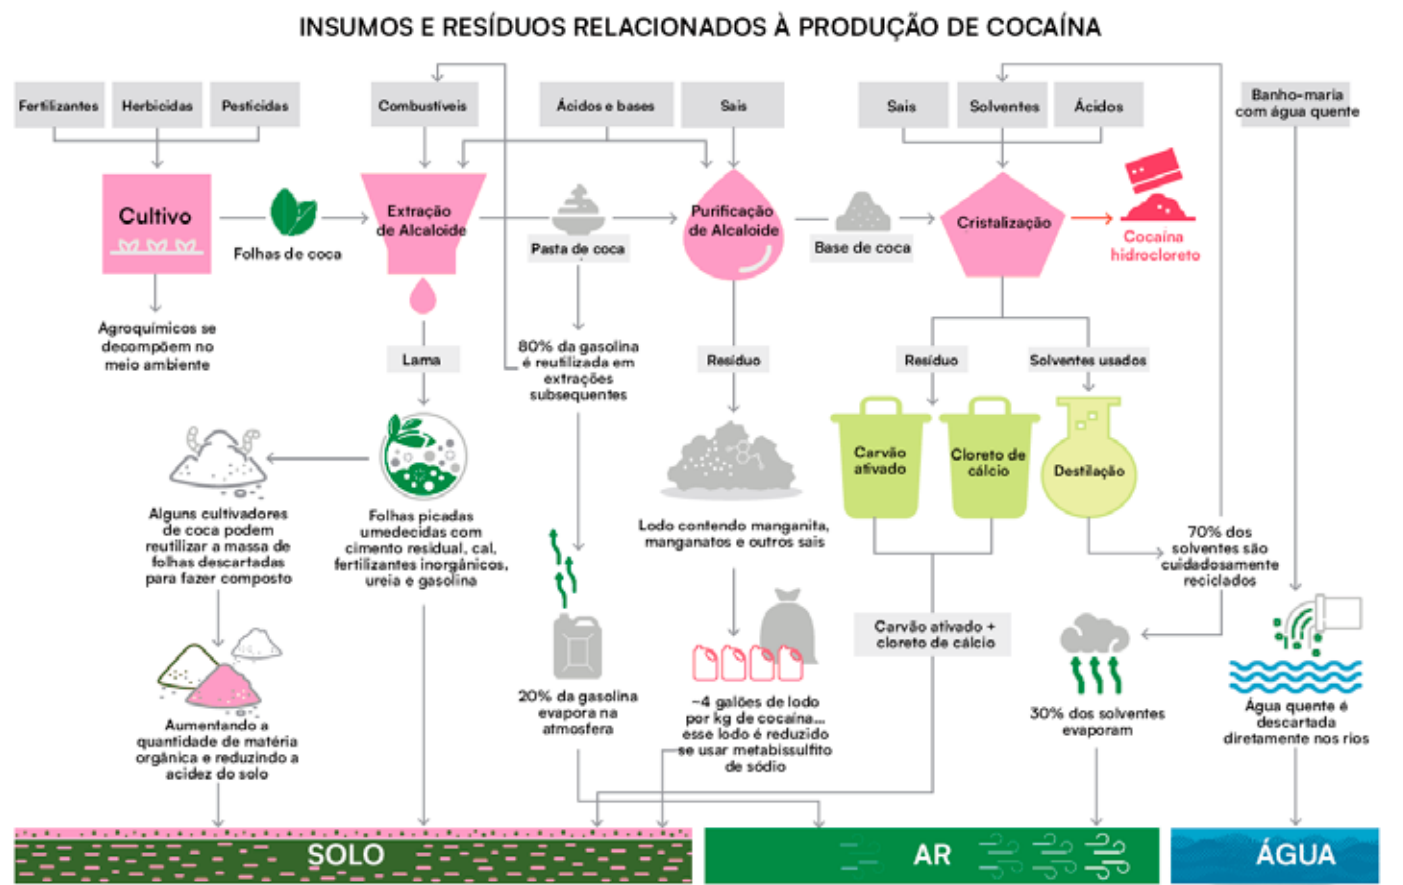 INSUMOS E RESÍDUOS RELACIONADOS À PRODUÇÃO DE COCAÍNA
Fertilizantes
Herbicidas
Pesticidas
Combustíveis
Ácidos e bases
Sais
Sais
Solventes
Ácidos
Banho-maria
com água quente
Cultivo
Folhas de coca
Extração
de Alcaloide
Pasta de coca
Purificação
de Alcaloide
Base de coca
Cristalização
Cocaína
hidrocloreto
Agroquímicos se
decompõem no
meio ambiente
Lama
80% da gasolina
é reutilizada em
extrações
subsequentes
Resíduo
Resíduo
Solventes usados
Carvão
ativado
Cloreto de
cálcio
Destilação
Alguns cultivadores
de coca podem
reutilizar a massa de
folhas descartadas
para fazer composto
Folhas picadas
umedecidas com
cimento residual, cal,
fertilizantes inorgânicos,
ureia e gasolina
Lodo contendo manganita,
manganatos e outros sais
70% dos
solventes são
cuidadosamente
reciclados
Carvão ativado +
cloreto de cálcio
Aumentando a
quantidade de matéria
orgânica e reduzindo a
acidez do solo
20% da gasolina
evapora na
atmosfera
~4 galões de lodo
por kg de cocaína...
esse lodo é reduzido
se usar metabissulfito
de sódio
30% dos solventes
evaporam
Água quente é
descartada
diretamente nos rios
SOLO
AR
ÁGUA